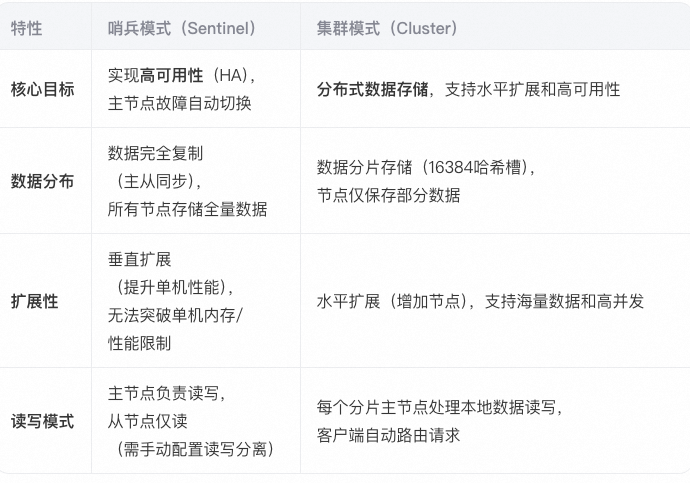 特性
哨兵模式（Sentinel）
集群模式（Cluster）
核心目标
实现高可用性（HA），
主节点故障自动切换
分布式数据存储，支持水平扩展和高可用性
数据分布
数据完全复制
（主从同步），
所有节点存储全量数据
数据分片存储（16384哈希槽），
节点仅保存部分数据
扩展性
垂直扩展
（提升单机性能），
无法突破单机内存/
性能限制
水平扩展（增加节点），支持海量数据和高并发
读写模式
主节点负责读写，
从节点仅读
（需手动配置读写分离）
每个分片主节点处理本地数据读写，
客户端自动路由请求